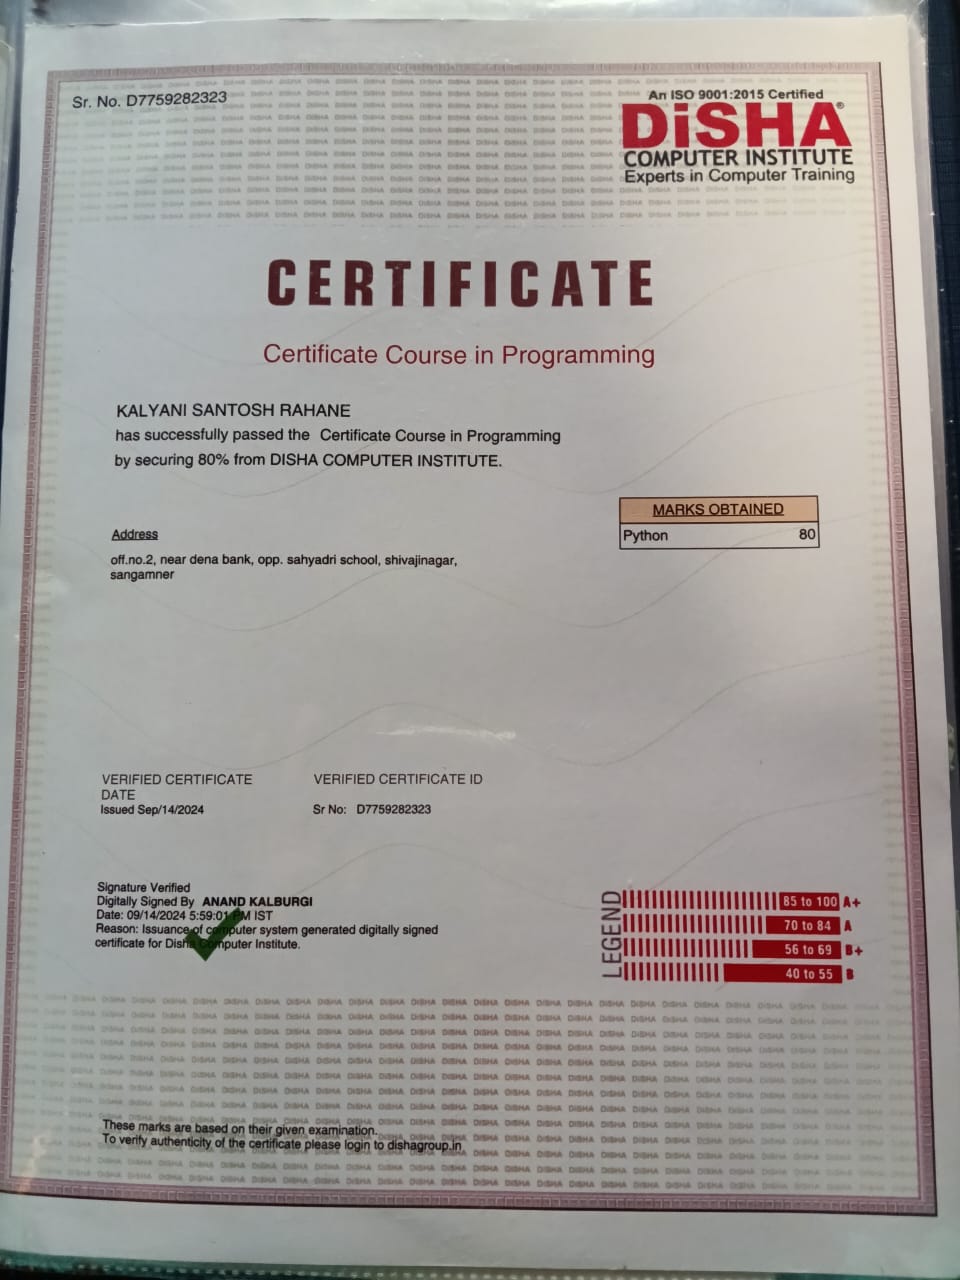 Sr. No. D7759282323
An ISO 9001:2015 Certified
DiSHA®
COMPUTER INSTITUTE
Experts in Computer Training
CERTIFICATE
Certificate Course in Programming
KALYANI SANTOSH RAHANE
has successfully passed the Certificate Course in Programming
by securing 80% from DISHA COMPUTER INSTITUTE.
MARKS OBTAINED
Python 80
Address
off.no.2, near dena bank, opp. sahyadri school, shivajinagar,
sangamner
VERIFIED CERTIFICATE
DATE
Issued Sep/14/2024
VERIFIED CERTIFICATE ID
Sr No: D7759282323
Signature Verified
Digitally Signed By ANAND KALBURGI
Date: 09/14/2024 5:59:01 PM IST
Reason: Issuance of computer system generated digitally signed
certificate for Disha Computer Institute.
LEGEND
85 to 100 A+
70 to 84 A
56 to 69 B+
40 to 55 B
These marks are based on their given examination.
To verify authenticity of the certificate please login to dishagroup.in